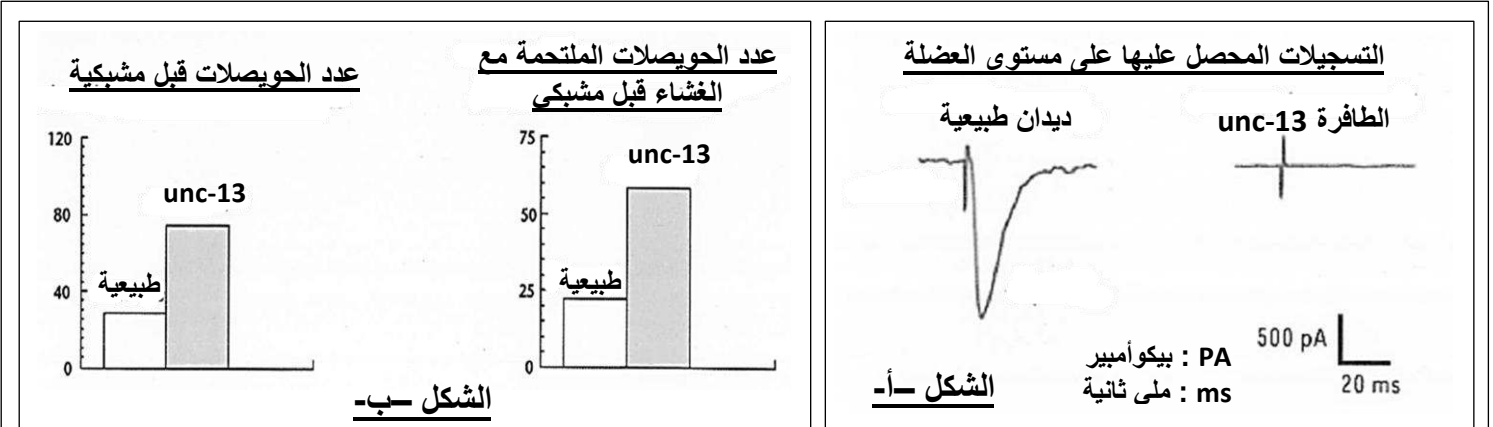 التسجيلات المحصل عليها على مستوى العضلة
الطافرة unc-13
ديدان طبيعية
500 pA
20 ms
PA : بيكوأمبير
ms : ملي ثانية
الشكل –أ-
عدد الحويصلات الملتحمة مع
الغشاء قبل مشبكي
75
50
25
0
unc-13
طبيعية
عدد الحويصلات قبل مشبكية
120
80
40
0
unc-13
طبيعية
الشكل –ب-